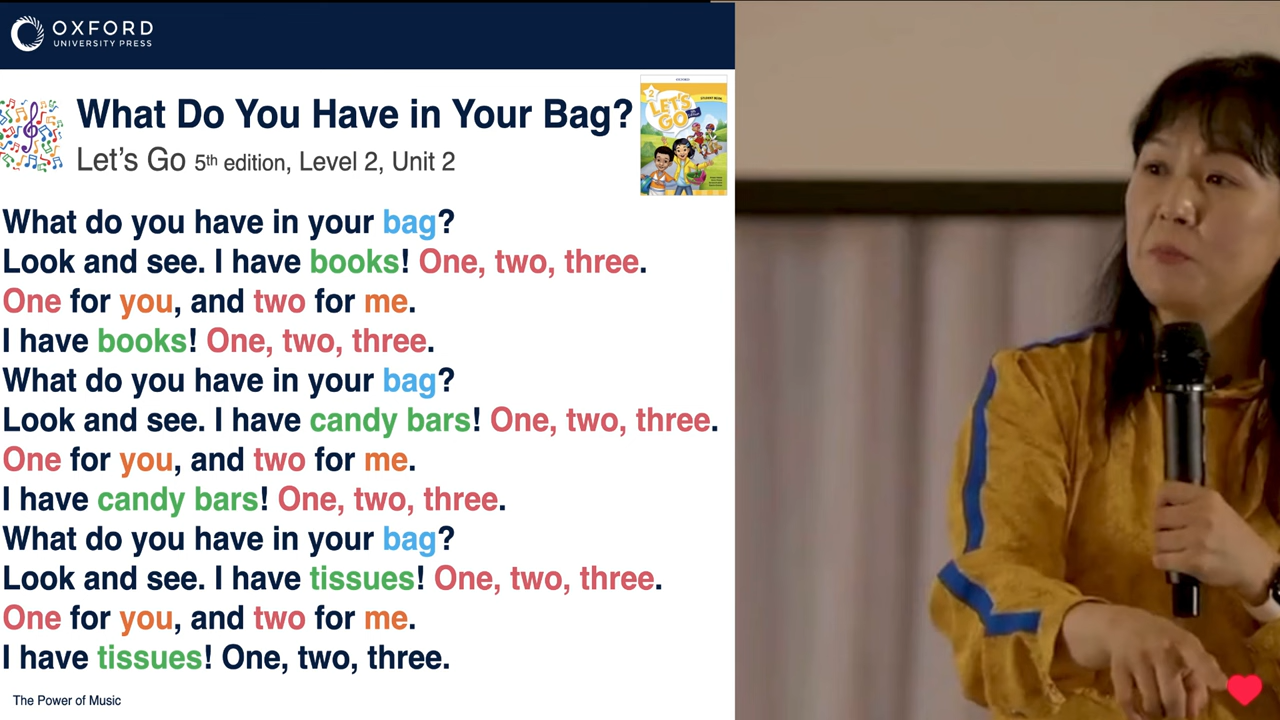 OXFORD
UNIVERSITY PRESS
What Do You Have in Your Bag?
Let's Go 5th edition, Level 2, Unit 2
2
LET'S
GO
What do you have in your bag?
Look and see. I have books! One, two, three.
One for you, and two for me.
I have books! One, two, three.
What do you have in your bag?
Look and see. I have candy bars! One, two, three.
One for you, and two for me.
I have candy bars! One, two, three.
What do you have in your bag?
Look and see. I have tissues! One, two, three.
One for you, and two for me.
I have tissues! One, two, three.
The Power of Music